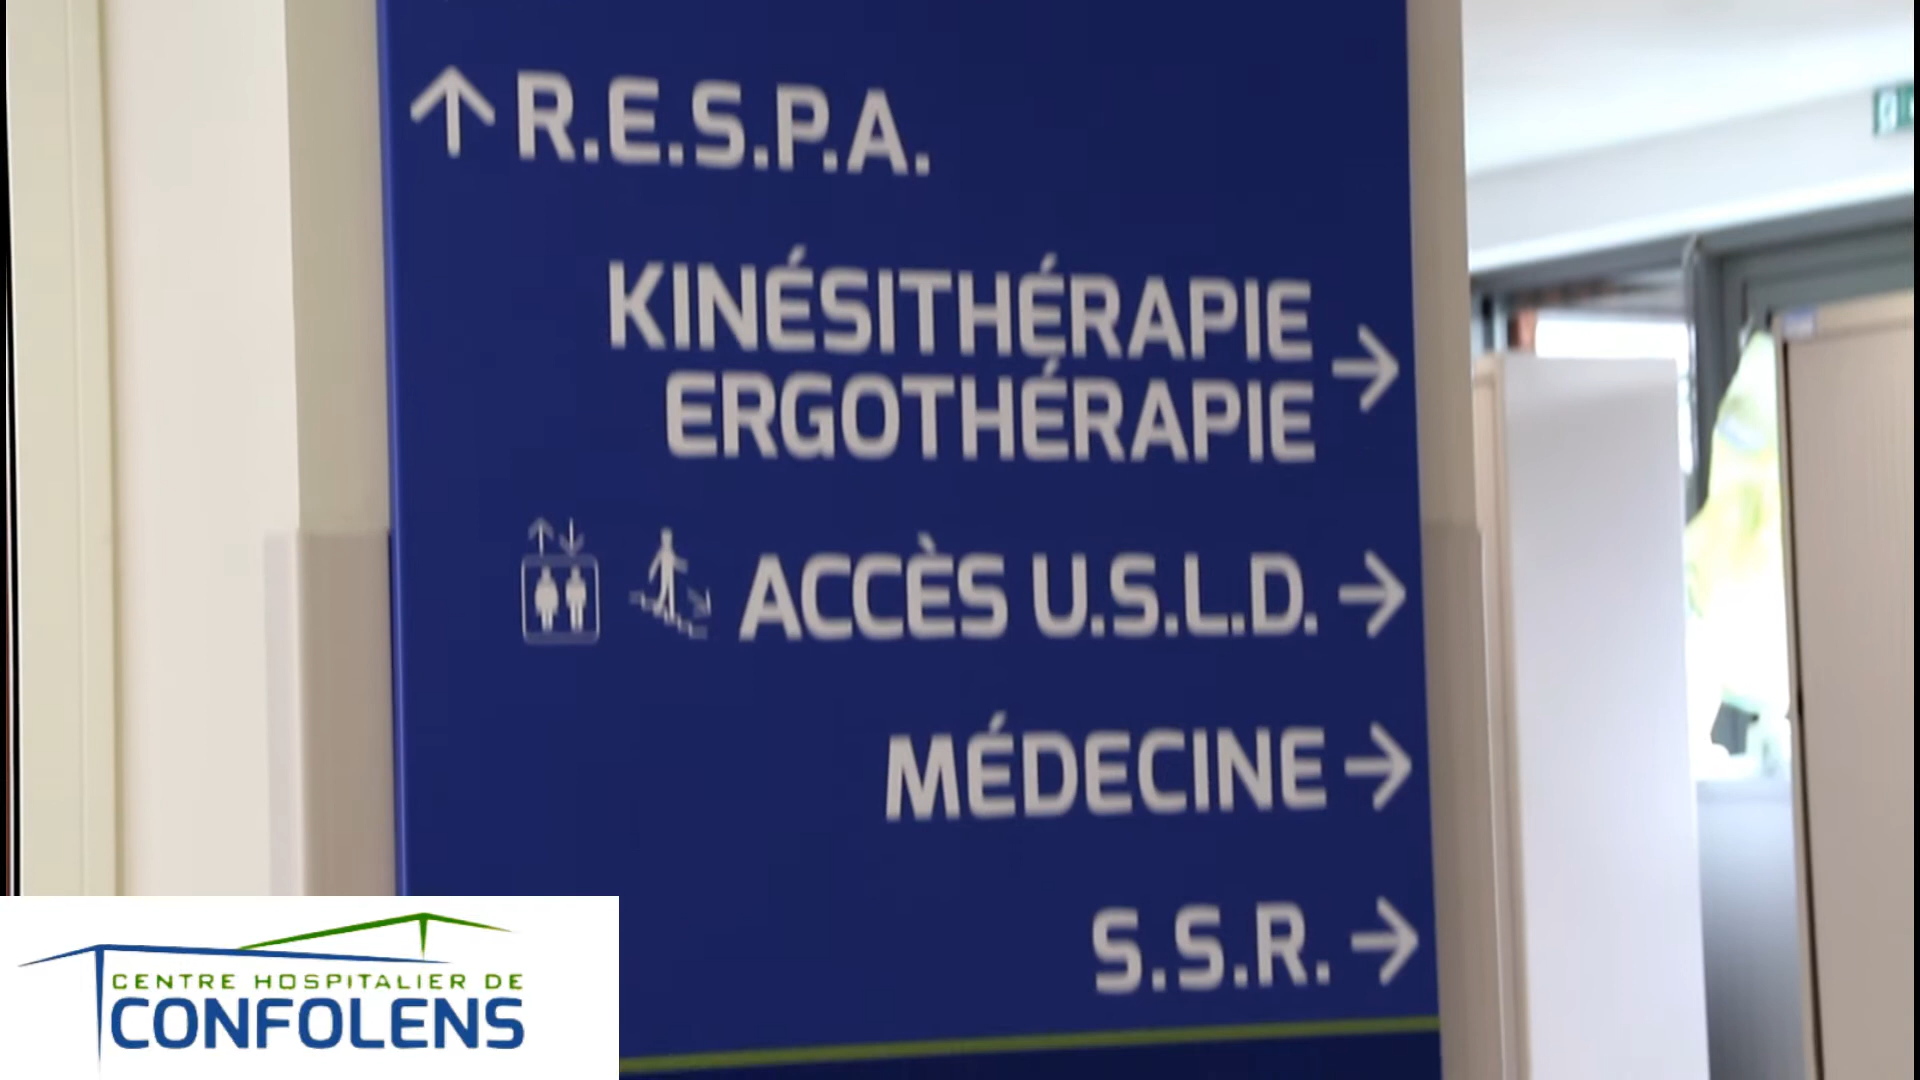 R.E.S.P.A.
KINÉSITHÉRAPIE
ERGOTHÉRAPIE
ACCÈS U.S.L.D.
MÉDECINE
S.S.R.
CENTRE HOSPITALIER DE
CONFOLENS